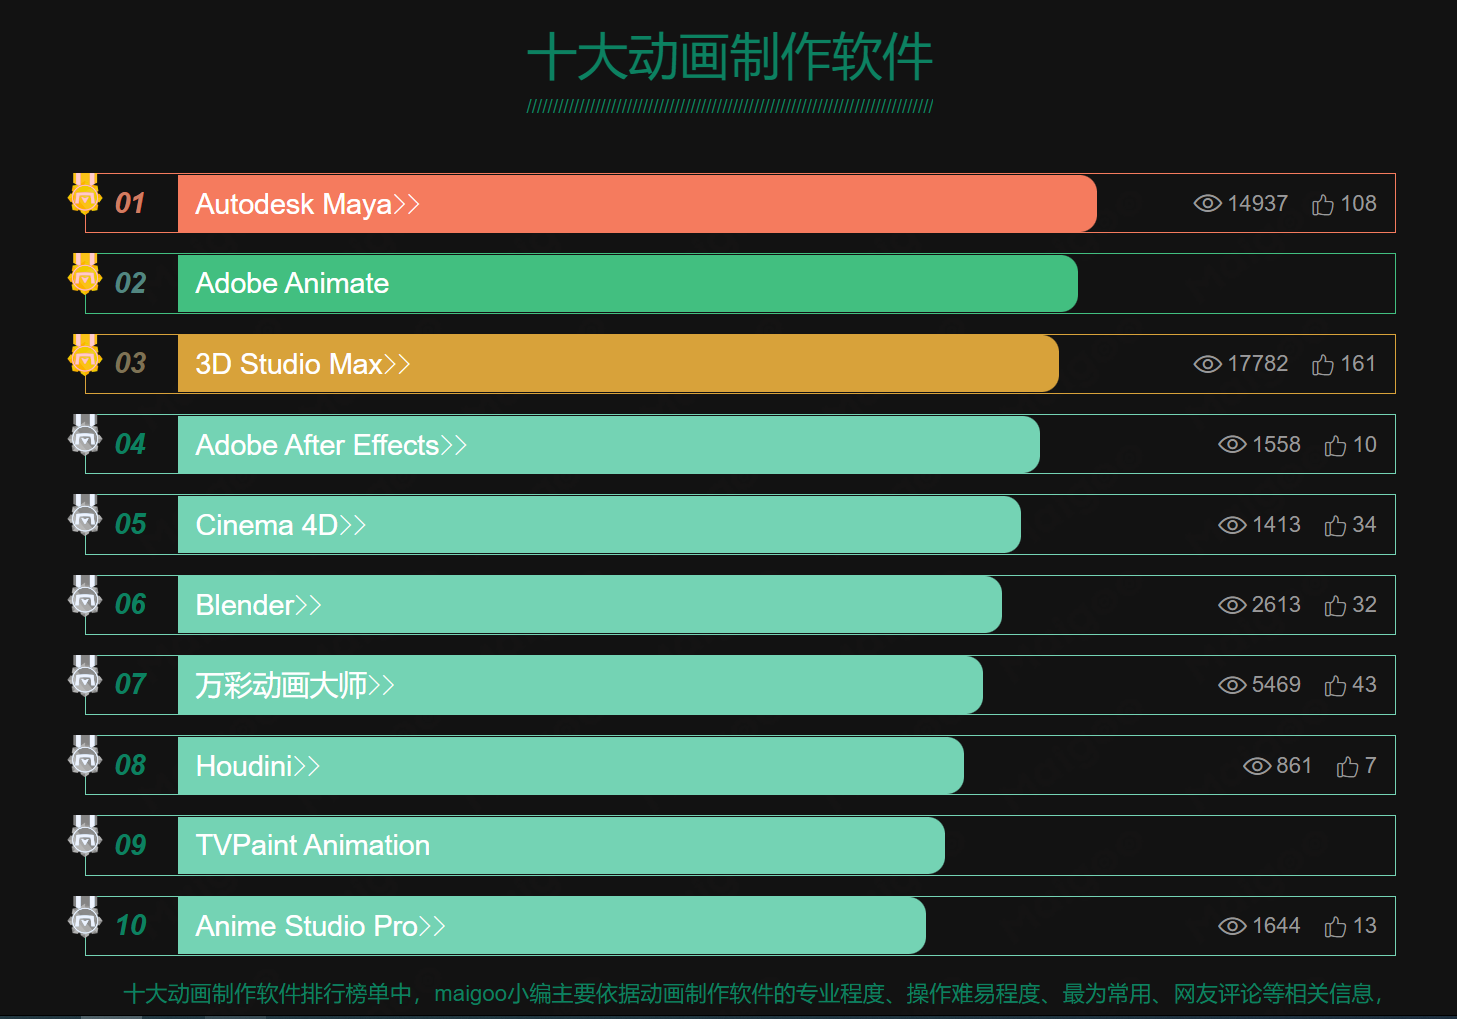 十大动画制作软件
////////////////////////////////////////////////////////////////////////////////
01 Autodesk Maya>> 14937 108
02 Adobe Animate
03 3D Studio Max>> 17782 161
04 Adobe After Effects>> 1558 10
05 Cinema 4D>> 1413 34
06 Blender>> 2613 32
07 万彩动画大师>> 5469 43
08 Houdini>> 861 7
09 TVPaint Animation
10 Anime Studio Pro>> 1644 13
十大动画制作软件排行榜单中，maigoo小编主要依据动画制作软件的专业程度、操作难易程度、最为常用、网友评论等相关信息，